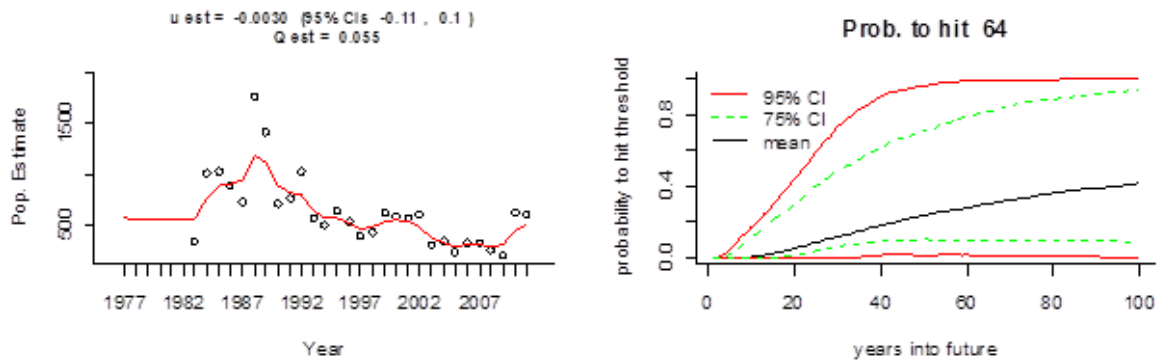 u est = -0.0030 (95% CIs -0.11 , 0.1 )
Q est = 0.055
Pop. Estimate
1500
500
1977 1982 1987 1992 1997 2002 2007
Year
Prob. to hit 64
probability to hit threshold
0.8
0.4
0.0
95% CI
75% CI
mean
0 20 40 60 80 100
years into future